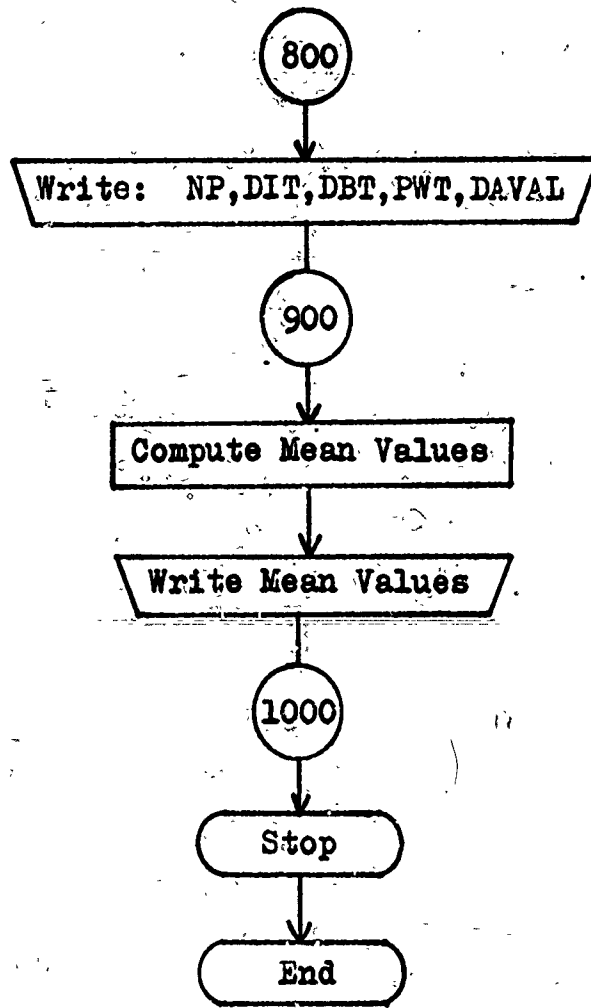 800
Write: NP,DIT,DBT,PWT,DAVAL
900
Compute Mean Values
Write Mean Values
1000
Stop
End